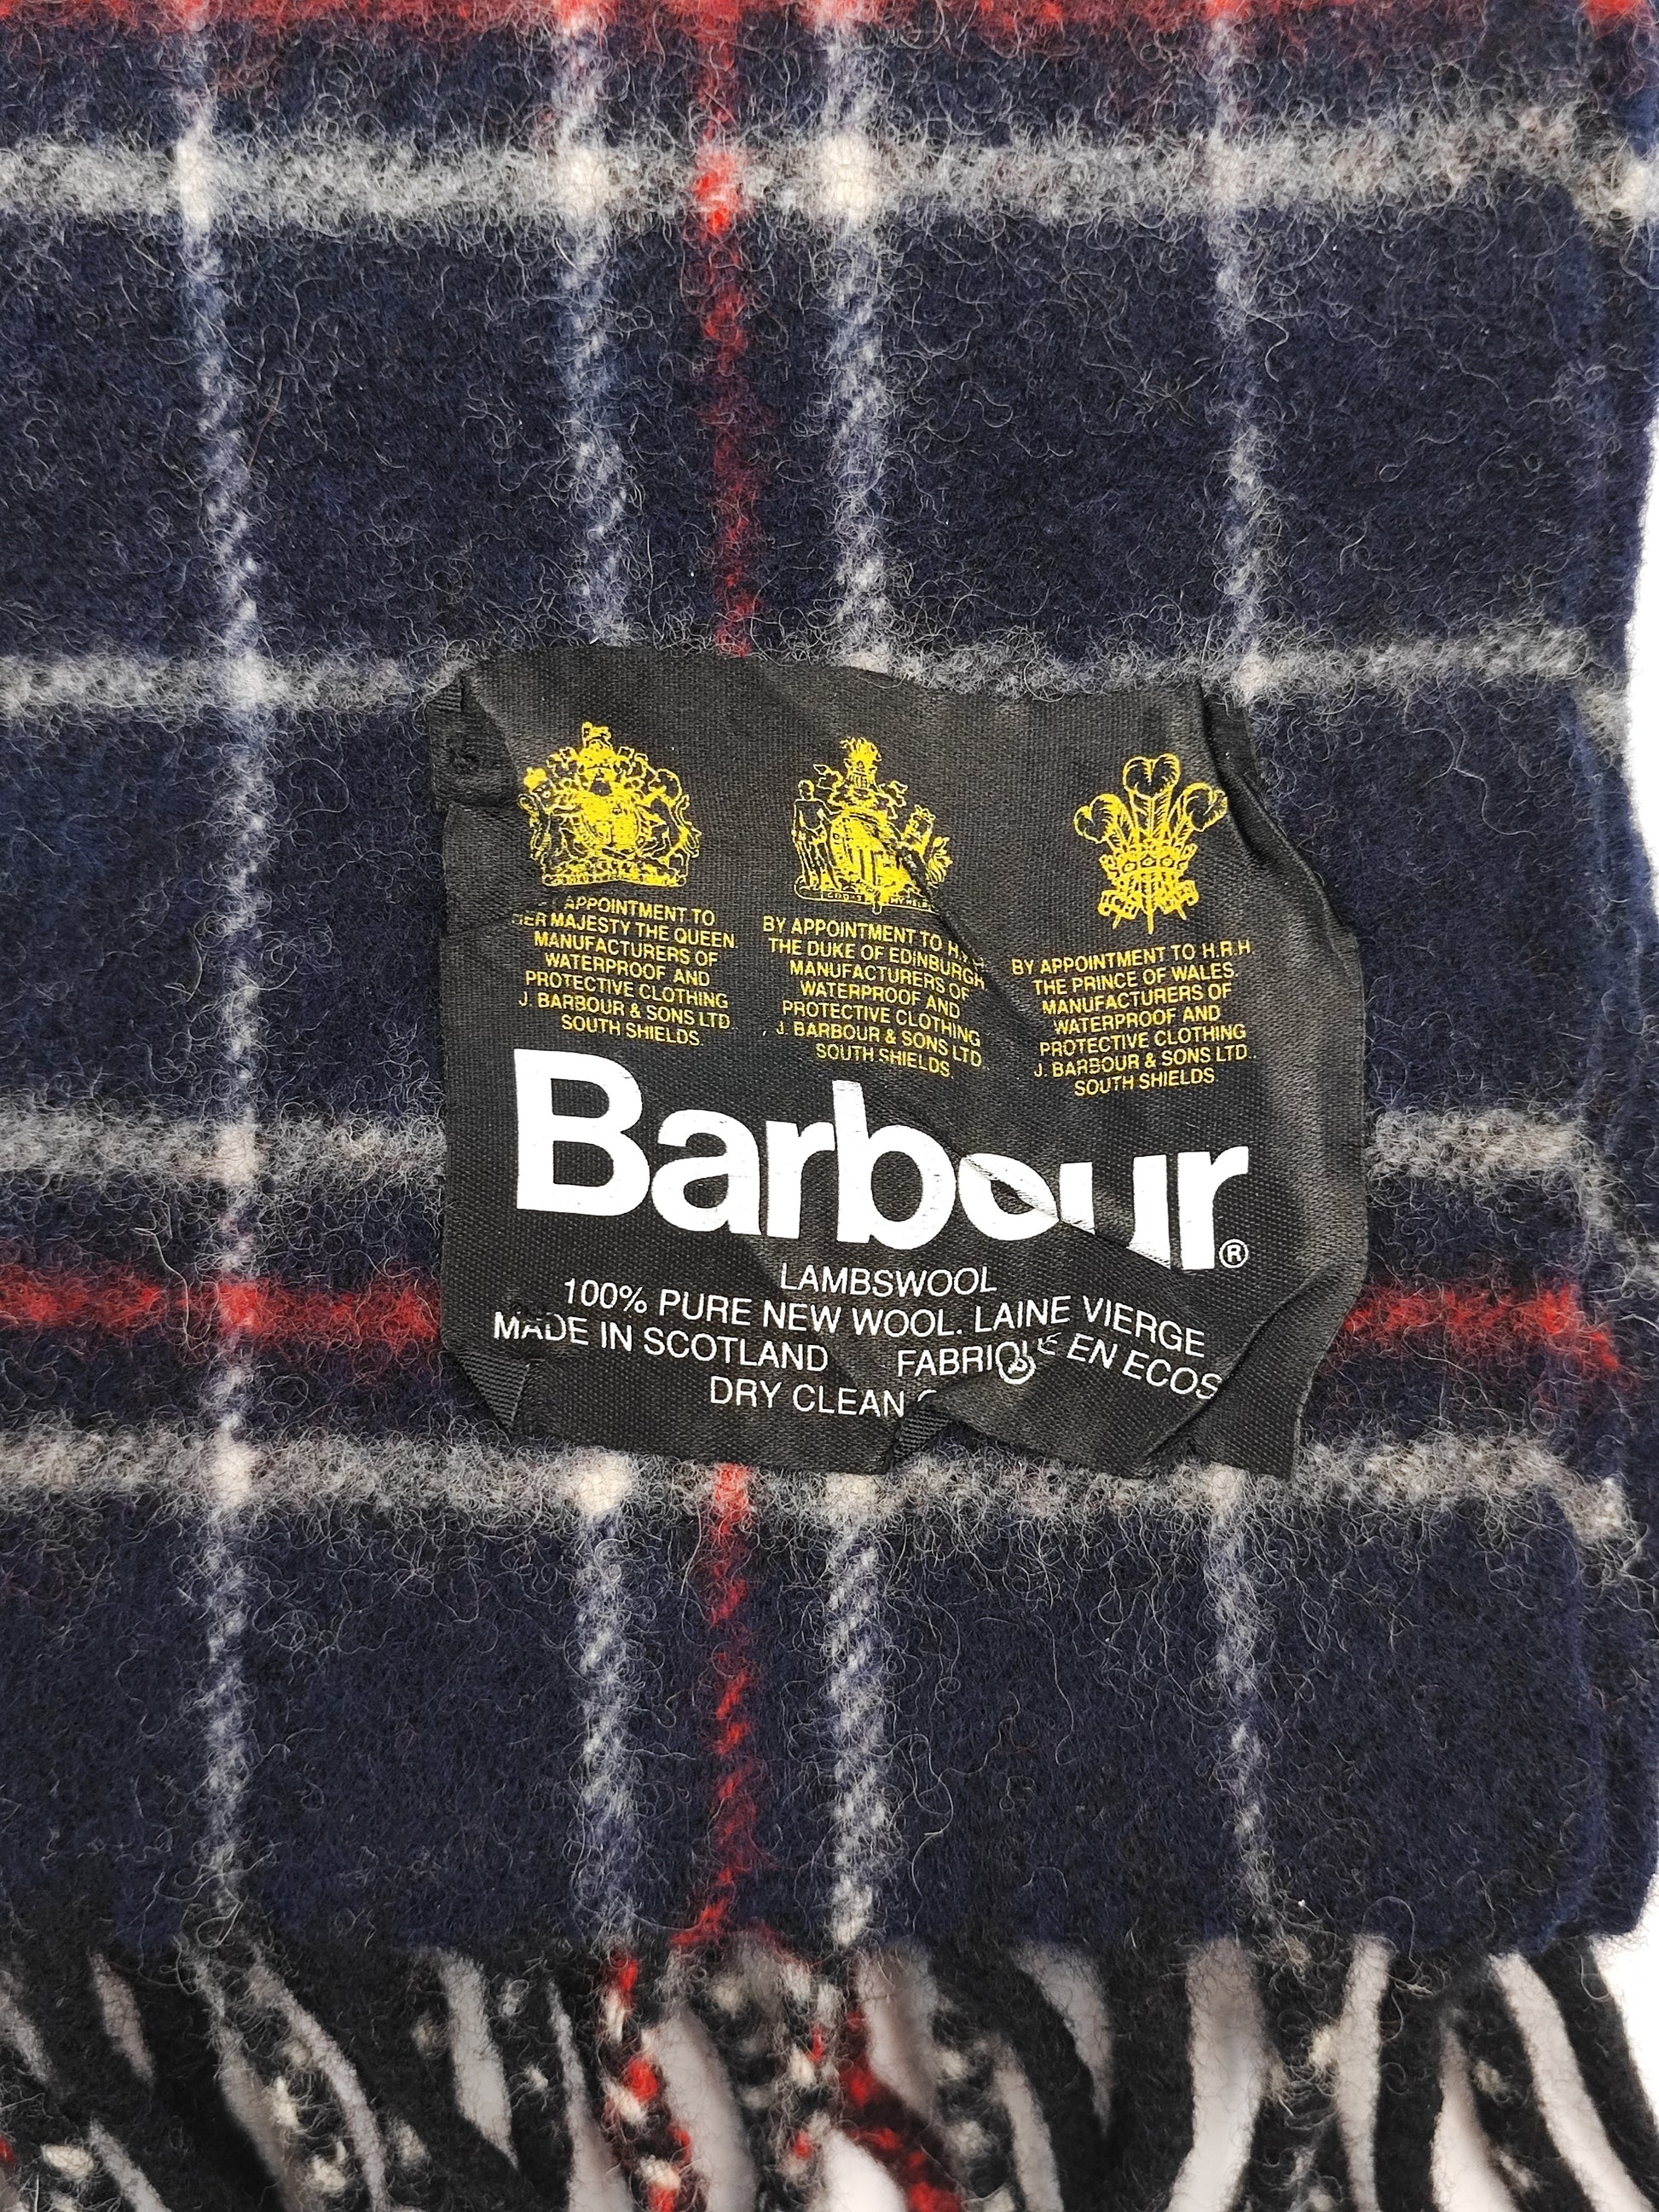 APPOINTMENT TO
HER MAJESTY THE QUEEN.
MANUFACTURERS OF
WATERPROOF AND
PROTECTIVE CLOTHING
J. BARBOUR & SONS LTD.
SOUTH SHIELDS.
BY APPOINTMENT TO
THE DUKE OF EDINBURGH
MANUFACTURERS OF
WATERPROOF AND
PROTECTIVE CLOTHING
J. BARBOUR & SONS LTD
SOUTH SHIELDS.
BY APPOINTMENT TO H.R.H
THE PRINCE OF WALES.
MANUFACTURERS OF
WATERPROOF AND
PROTECTIVE CLOTHING
J. BARBOUR & SONS LTD..
SOUTH SHIELDS
Barbour®
LAMBSWOOL
100% PURE NEW WOOL. LAINE VIERGE
MADE IN SCOTLAND FABRIQUE EN ECOS
DRY CLEAN